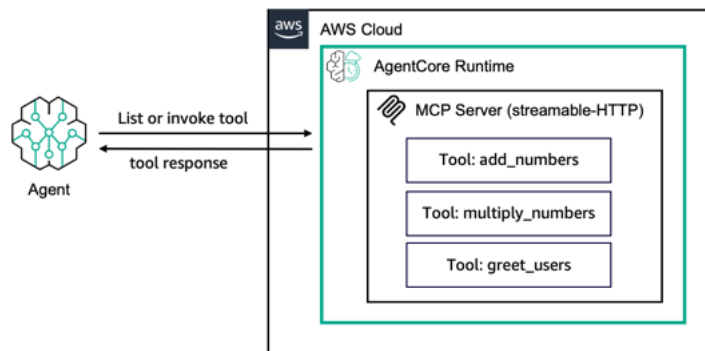 aws
AWS Cloud
AgentCore Runtime
MCP Server (streamable-HTTP)
List or invoke tool
tool response
Agent
Tool: add_numbers
Tool: multiply_numbers
Tool: greet_users